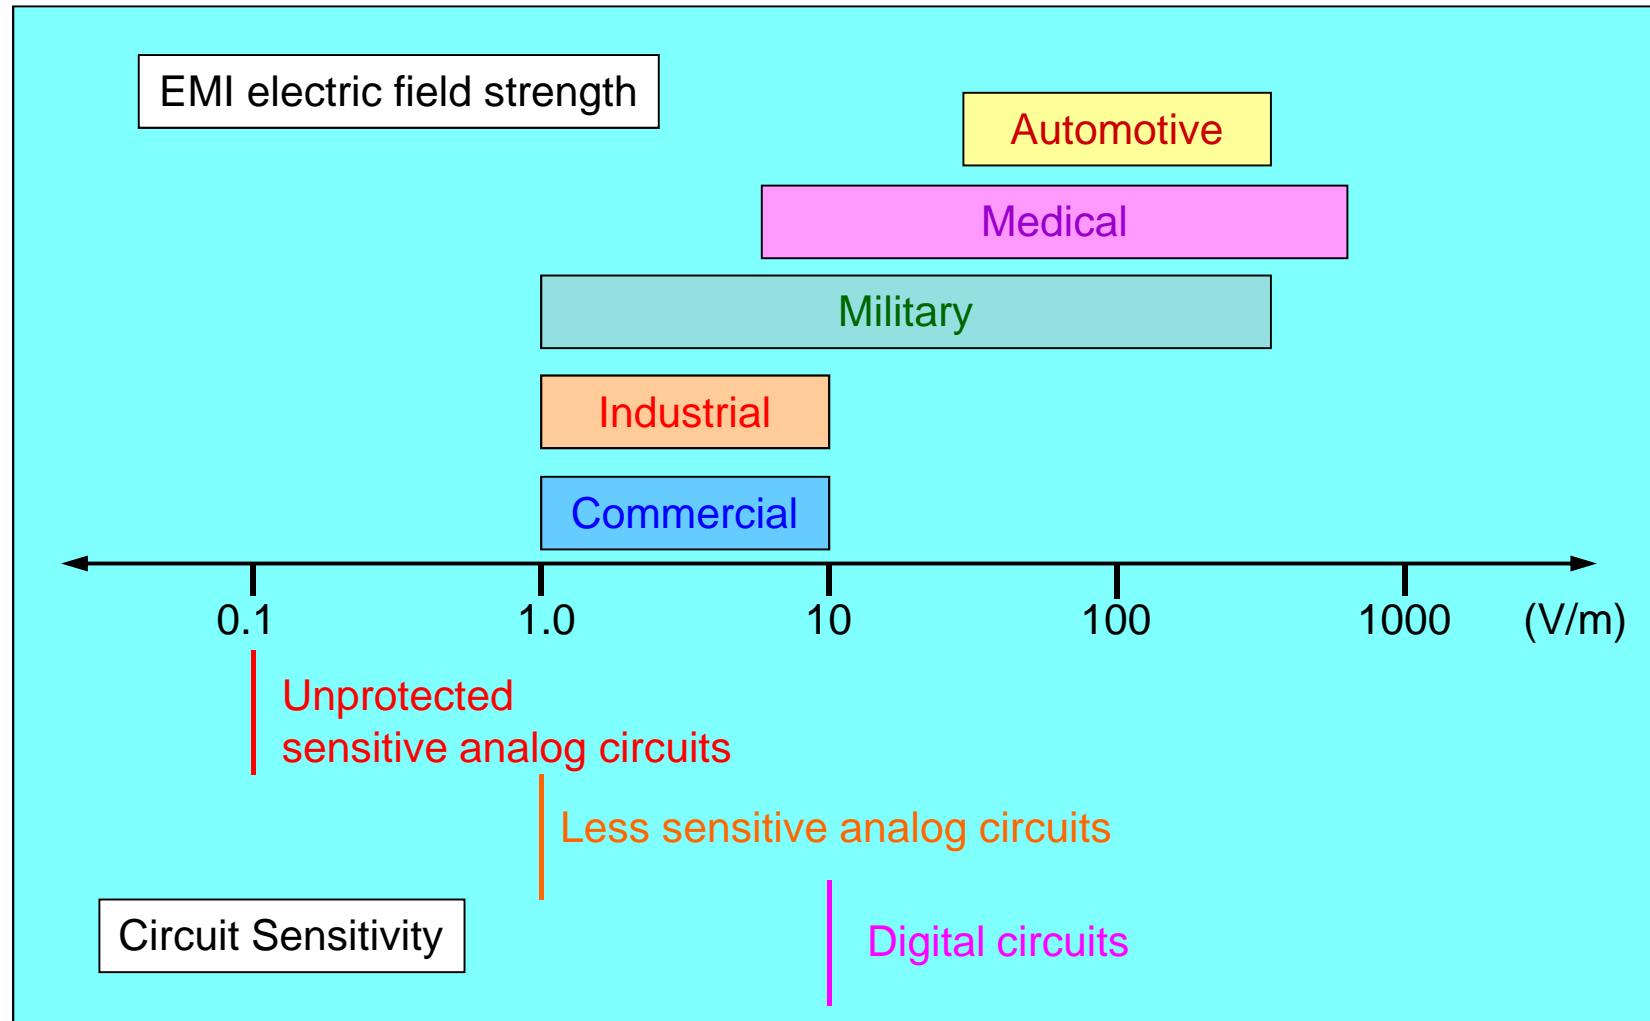 EMI electric field strength
Automotive
Medical
Military
Industrial
Commercial
0.1 1.0 10 100 1000 (V/m)
Unprotected
sensitive analog circuits
Less sensitive analog circuits
Circuit Sensitivity
Digital circuits